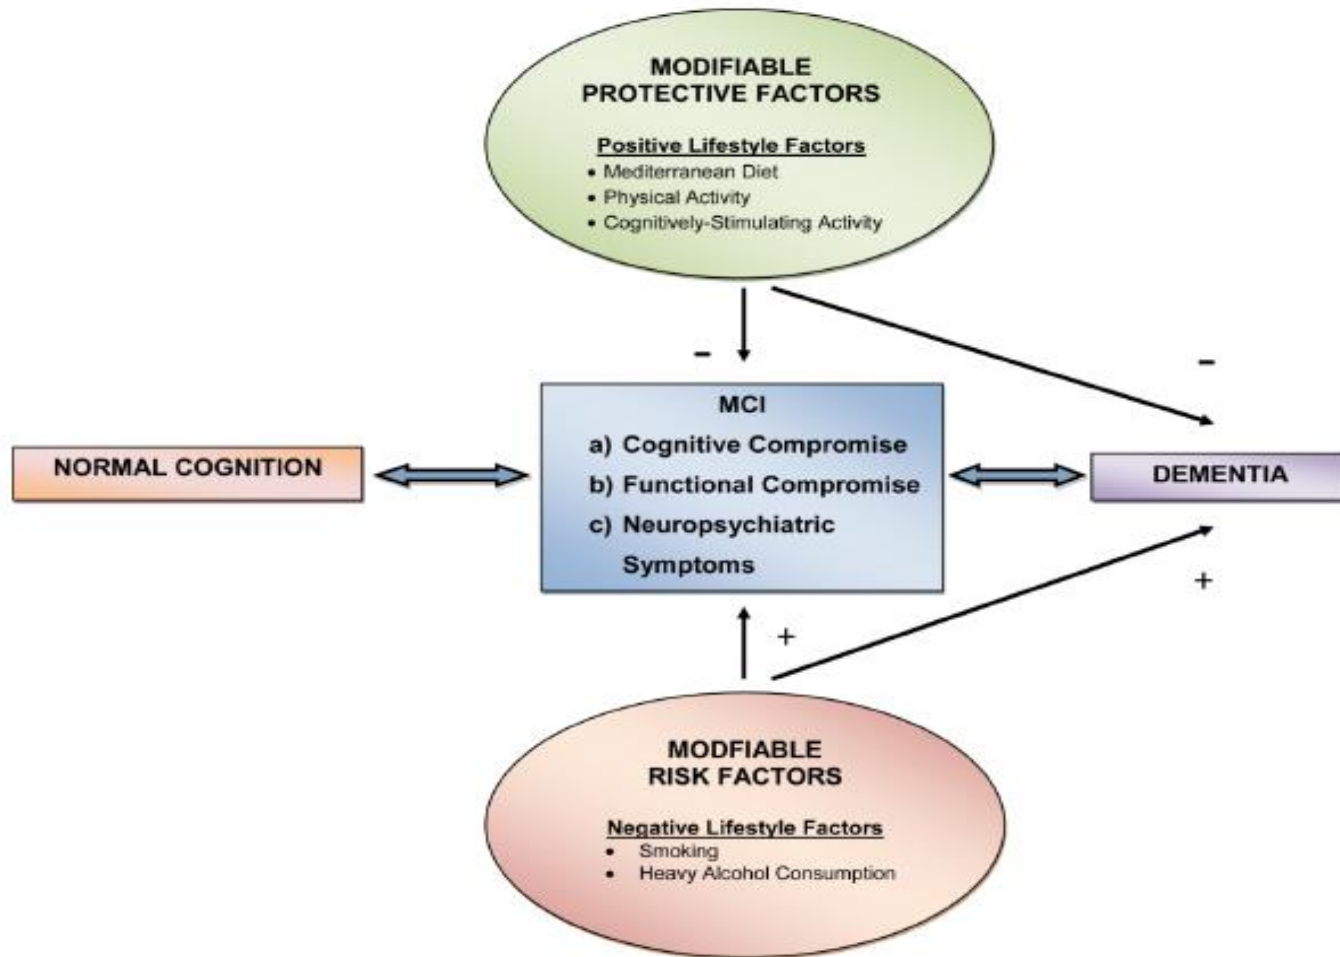 MODIFIABLE
PROTECTIVE FACTORS
Positive Lifestyle Factors
• Mediterranean Diet
• Physical Activity
• Cognitively-Stimulating Activity
–
–
MCI
a) Cognitive Compromise
b) Functional Compromise
c) Neuropsychiatric
Symptoms
NORMAL COGNITION
DEMENTIA
+
+
MODFIABLE
RISK FACTORS
Negative Lifestyle Factors
• Smoking
• Heavy Alcohol Consumption